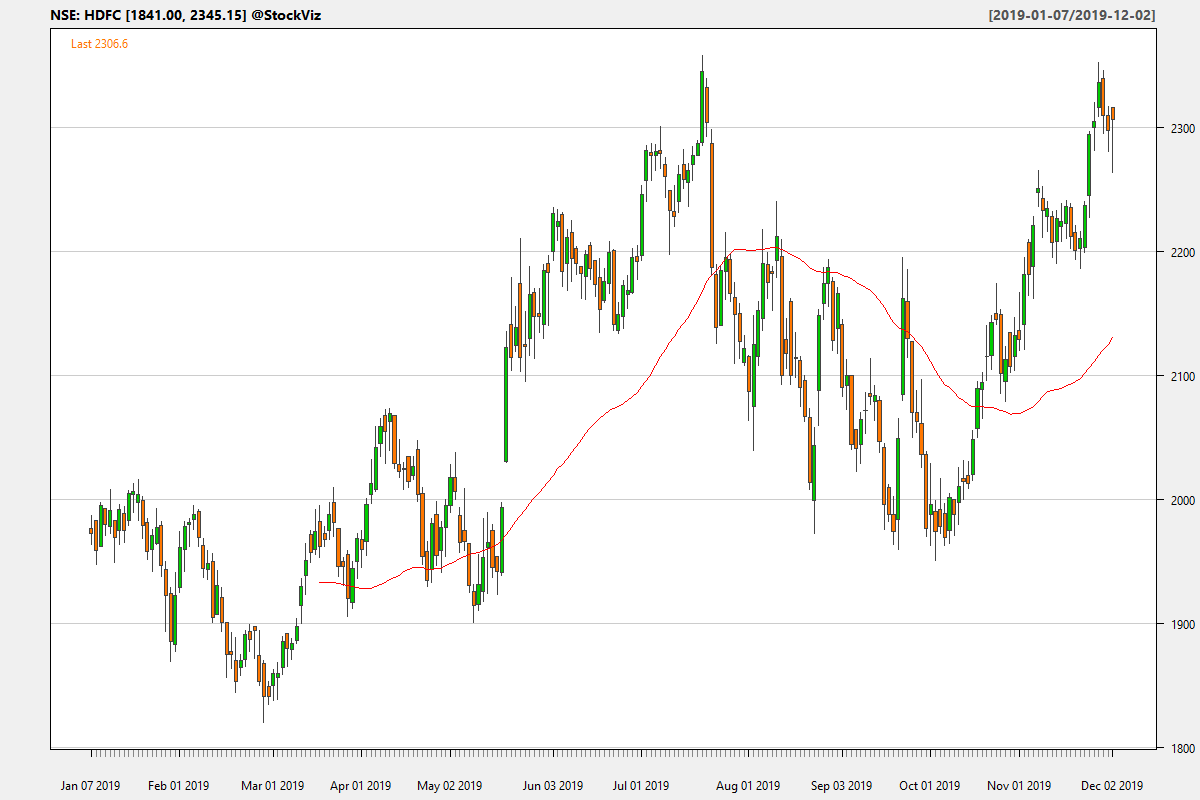 NSE: HDFC [1841.00, 2345.15] @StockViz
[2019-01-07/2019-12-02]
Last 2306.6
2300
2200
2100
2000
1900
1800
Jan 07 2019 Feb 01 2019 Mar 01 2019 Apr 01 2019 May 02 2019 Jun 03 2019 Jul 01 2019 Aug 01 2019 Sep 03 2019 Oct 01 2019 Nov 01 2019 Dec 02 2019